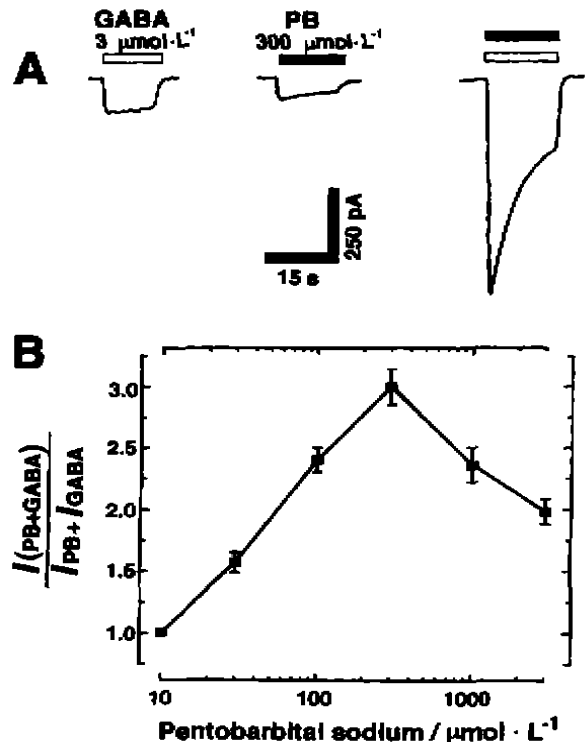 GABA PB
3 μmol·L⁻¹ 300 μmol·L⁻¹
A
250 pA
15 s
B
3.0
2.5
2.0
1.5
1.0
I(PB+GABA)
IPB + IGABA
10 100 1000
Pentobarbital sodium / μmol · L⁻¹